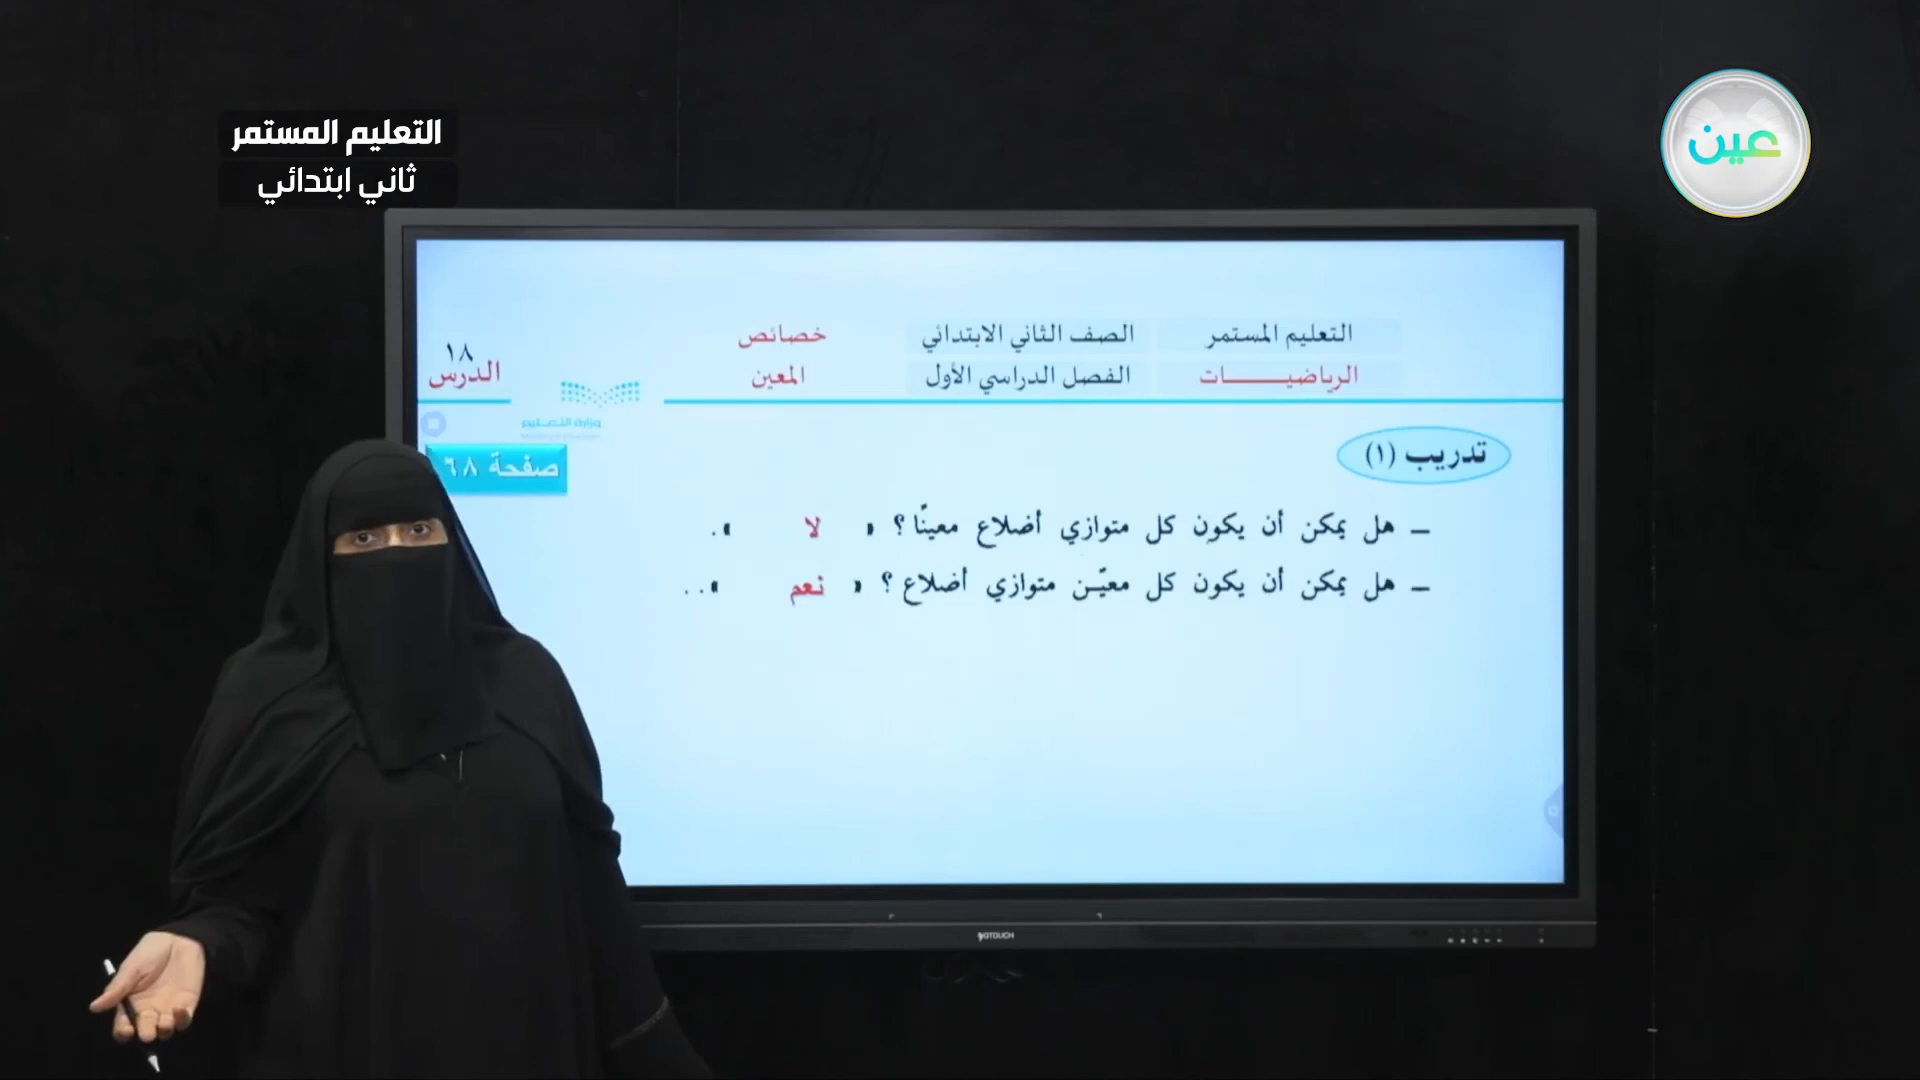 التعليم المستمر
ثاني ابتدائي
عين
التعليم المستمر
الصف الثاني الابتدائي
خصائص
الرياضيـــــــات
الفصل الدراسي الأول
المعين
١٨
الدرس
وزارة التعليم
صفحة ٦٨
تدريب (١)
ـ هل يمكن أن يكون كل متوازي أضلاع معينًا ؟ « لا » .
ـ هل يمكن أن يكون كل معيّـن متوازي أضلاع ؟ « نعم » . .